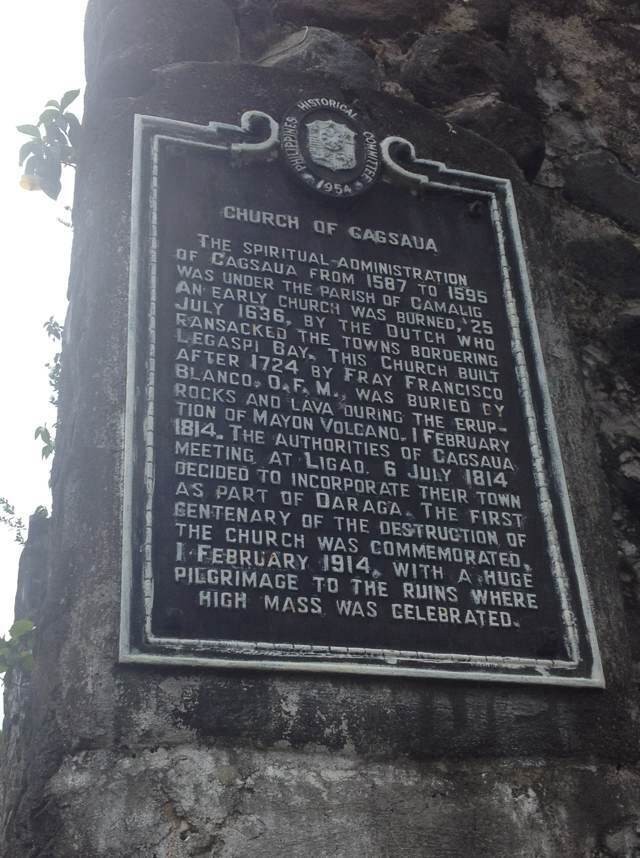 PHILIPPINES HISTORICAL COMMITTEE
1954
CHURCH OF GAGSAUA
THE SPIRITUAL-ADMINISTRATION
OF CAGSAUA FROM 1587 TO 1595
WAS UNDER THE PARISH OF CAMALIG
AN EARLY CHURCH WAS BURNED, 25
JULY 1636, BY THE DUTCH WHO
RANSACKED THE TOWNS BORDERING
LEGASPI BAY. THIS CHURCH BUILT
AFTER 1724 BY FRAY FRANCISCO
BLANCO, O.F.M., WAS BURIED BY
ROCKS AND LAVA DURING THE ERUP-
TION OF MAYON VOLCANO, 1 FEBRUARY
1814. THE AUTHORITIES OF CAGSAUA
MEETING AT LIGAO, 6 JULY 1814
DECIDED TO INCORPORATE THEIR TOWN
AS PART OF DARAGA. THE FIRST
CENTENARY OF THE DESTRUCTION OF
THE CHURCH WAS COMMEMORATED,
1 FEBRUARY 1914, WITH A HUGE
PILGRIMAGE TO THE RUINS WHERE
HIGH MASS WAS CELEBRATED.